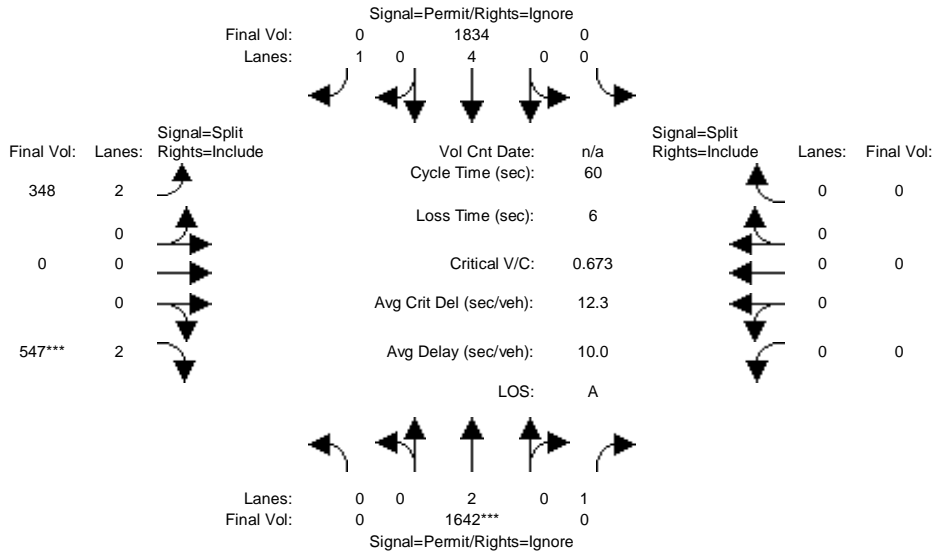 Signal=Permit/Rights=Ignore
Final Vol: 0 1834 0
Lanes: 1 0 4 0 0
Signal=Split Signal=Split
Final Vol: Lanes: Rights=Include Vol Cnt Date: n/a Rights=Include Lanes: Final Vol:
Cycle Time (sec): 60
348 2 0 0
Loss Time (sec): 6
0 0
0 0 Critical V/C: 0.673 0 0
0 Avg Crit Del (sec/veh): 12.3 0
547*** 2 Avg Delay (sec/veh): 10.0 0 0
LOS: A
Lanes: 0 0 2 0 1
Final Vol: 0 1642*** 0
Signal=Permit/Rights=Ignore